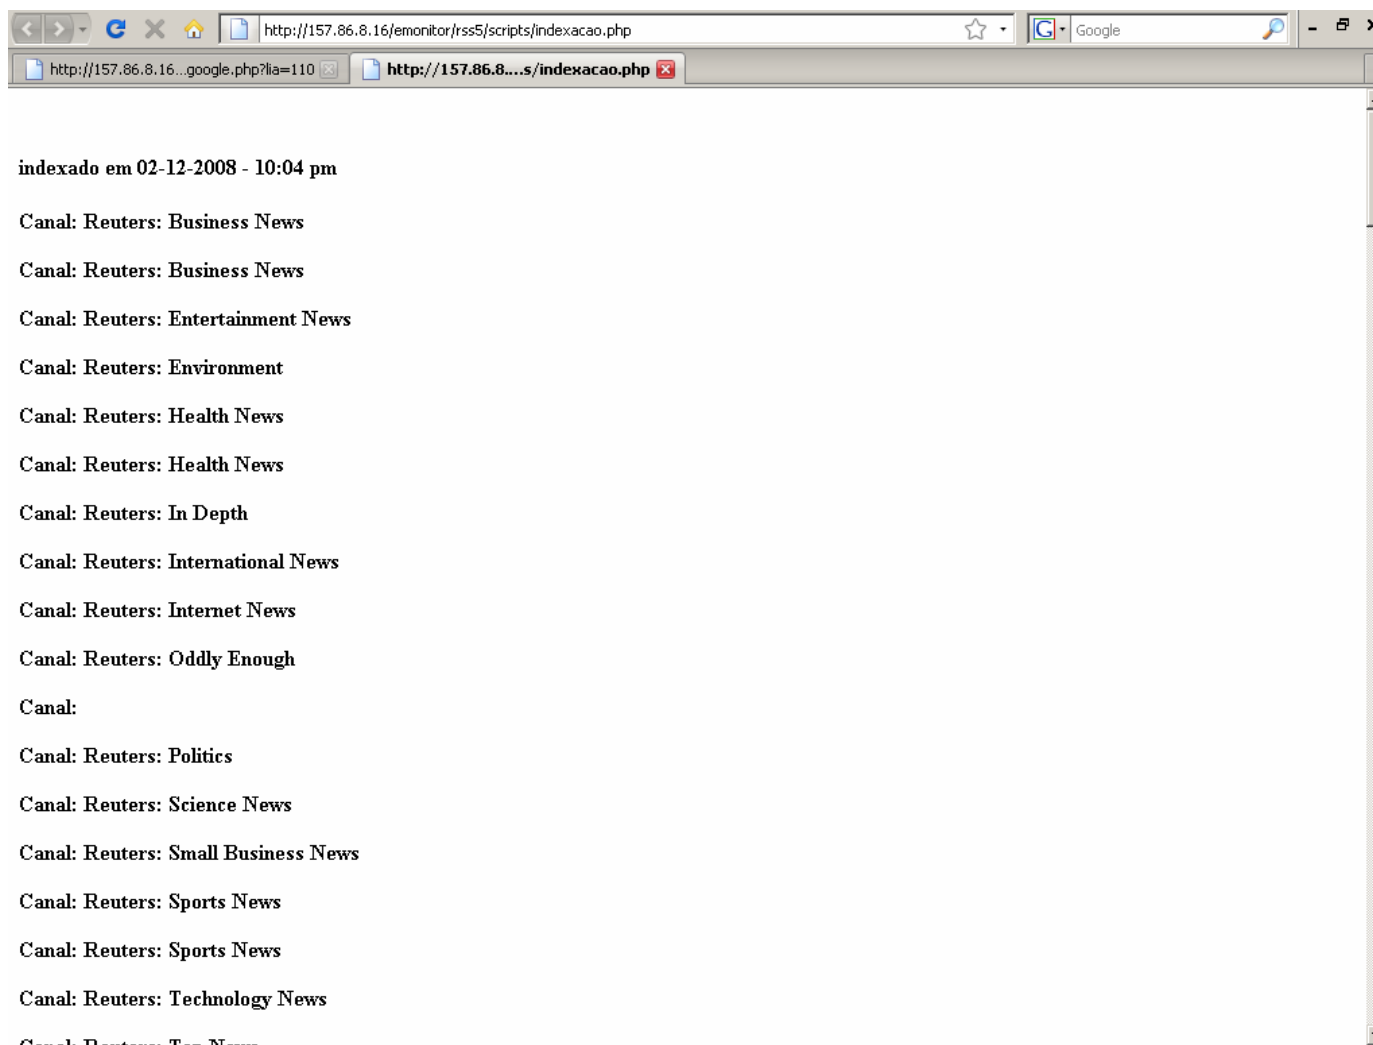 http://157.86.8.16/emonitor/rss5/scripts/indexacao.php
Google
http://157.86.8.16...google.php?lia=110
http://157.86.8....s/indexacao.php
indexado em 02-12-2008 - 10:04 pm
Canal: Reuters: Business News
Canal: Reuters: Business News
Canal: Reuters: Entertainment News
Canal: Reuters: Environment
Canal: Reuters: Health News
Canal: Reuters: Health News
Canal: Reuters: In Depth
Canal: Reuters: International News
Canal: Reuters: Internet News
Canal: Reuters: Oddly Enough
Canal:
Canal: Reuters: Politics
Canal: Reuters: Science News
Canal: Reuters: Small Business News
Canal: Reuters: Sports News
Canal: Reuters: Sports News
Canal: Reuters: Technology News
Canal: Reuters: Top News